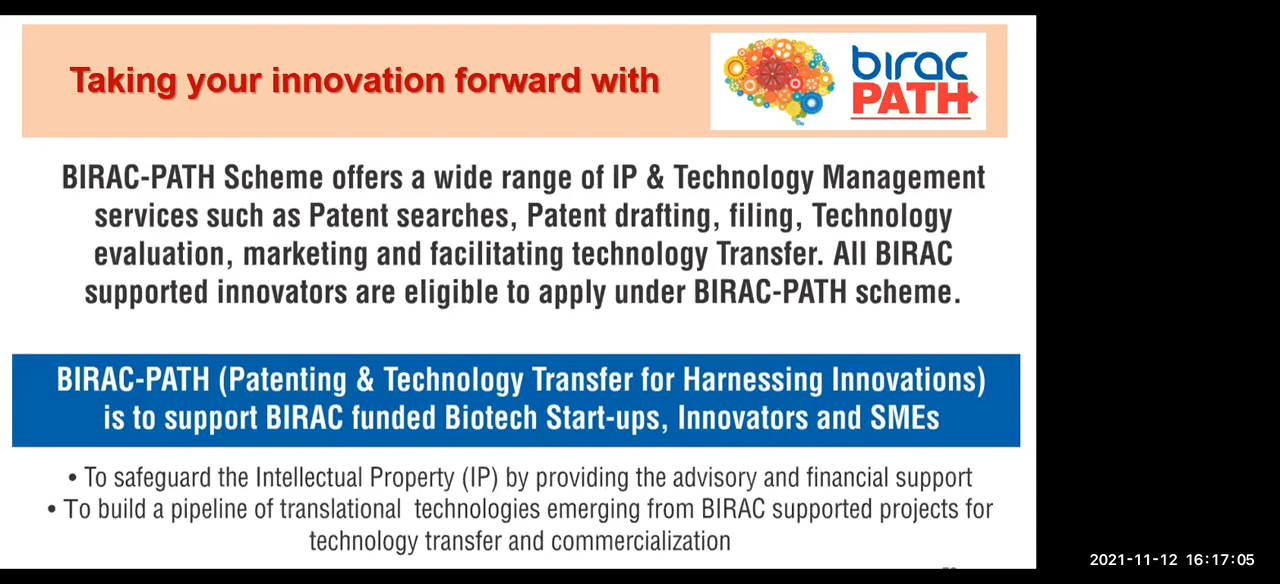 Taking your innovation forward with
birac
PATH
BIRAC-PATH Scheme offers a wide range of IP & Technology Management
services such as Patent searches, Patent drafting, filing, Technology
evaluation, marketing and facilitating technology Transfer. All BIRAC
supported innovators are eligible to apply under BIRAC-PATH scheme.
BIRAC-PATH (Patenting & Technology Transfer for Harnessing Innovations)
is to support BIRAC funded Biotech Start-ups, Innovators and SMEs
• To safeguard the Intellectual Property (IP) by providing the advisory and financial support
• To build a pipeline of translational technologies emerging from BIRAC supported projects for
technology transfer and commercialization
2021-11-12 16:17:05